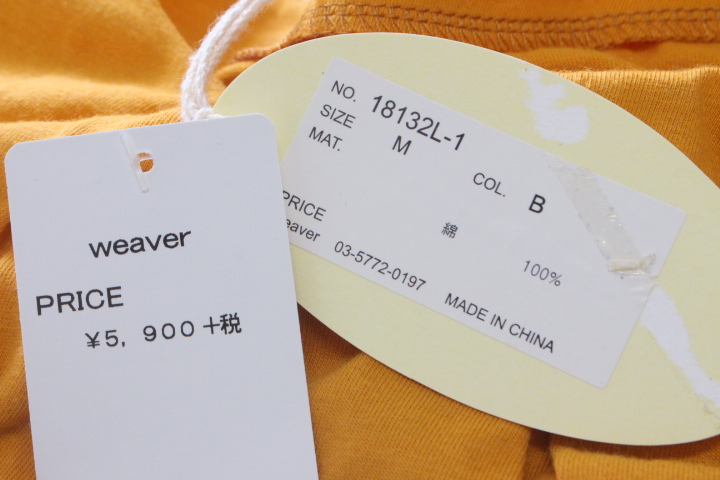 weaver
PRICE
¥5, 900+税
NO. 18132L-1
SIZE M
MAT.
COL. B
綿 100%
PRICE
eaver 03-5772-0197
MADE IN CHINA